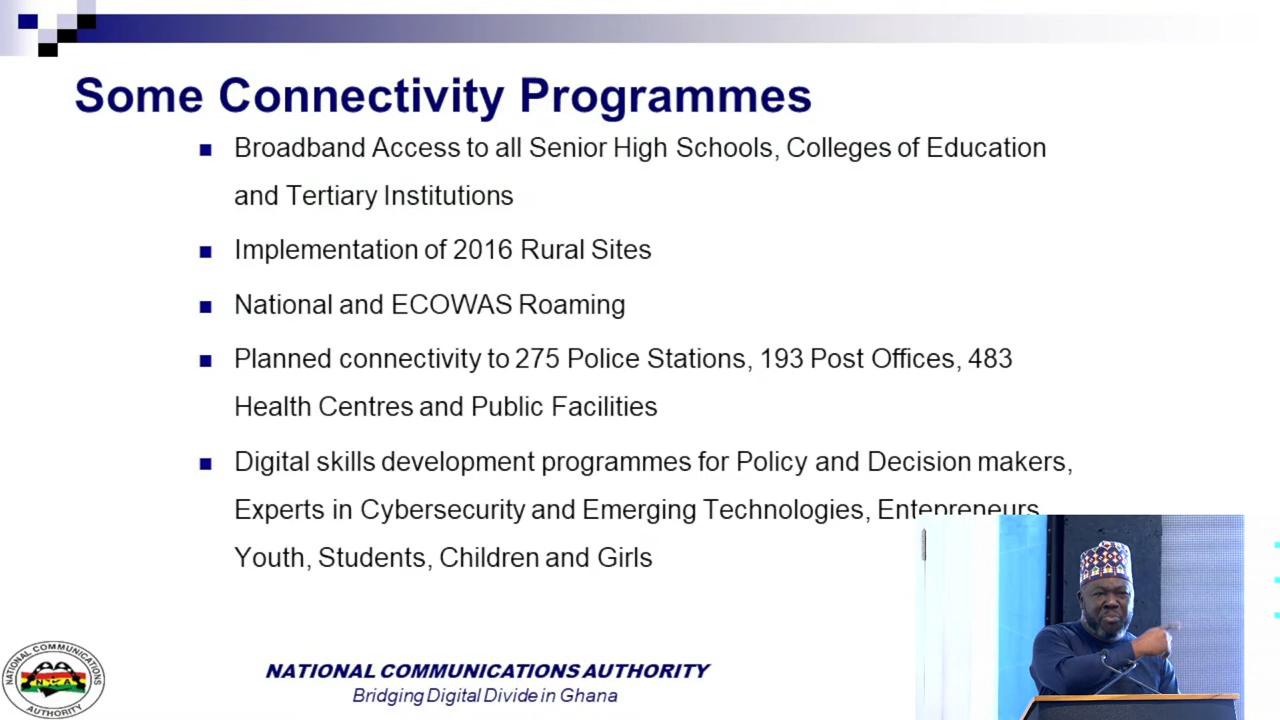 Some Connectivity Programmes
Broadband Access to all Senior High Schools, Colleges of Education
and Tertiary Institutions
Implementation of 2016 Rural Sites
National and ECOWAS Roaming
Planned connectivity to 275 Police Stations, 193 Post Offices, 483
Health Centres and Public Facilities
Digital skills development programmes for Policy and Decision makers,
Experts in Cybersecurity and Emerging Technologies, Entepreneurs
Youth, Students, Children and Girls
NATIONAL COMMUNICATIONS AUTHORITY
Bridging Digital Divide in Ghana
NATIONAL COMMUNICATIONS
NCA
AUTHORITY